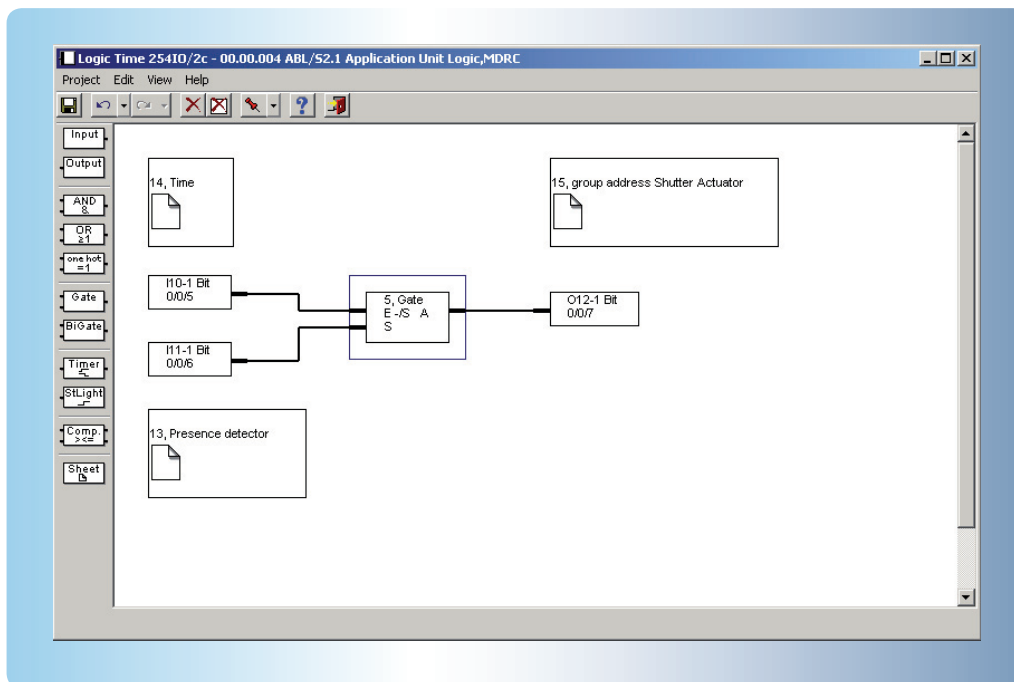 Logic Time 254IO/2c - 00.00.004 ABL/S2.1 Application Unit Logic,MDRC
Project Edit View Help
Input
Output
AND
&
OR
≥1
one hot
=1
Gate
BiGate
Timer
StLight
Comp.
><=
Sheet
14, Time
15, group address Shutter Actuator
I10-1 Bit
0/0/5
5, Gate
E -/S A
S
O12-1 Bit
0/0/7
I11-1 Bit
0/0/6
13, Presence detector